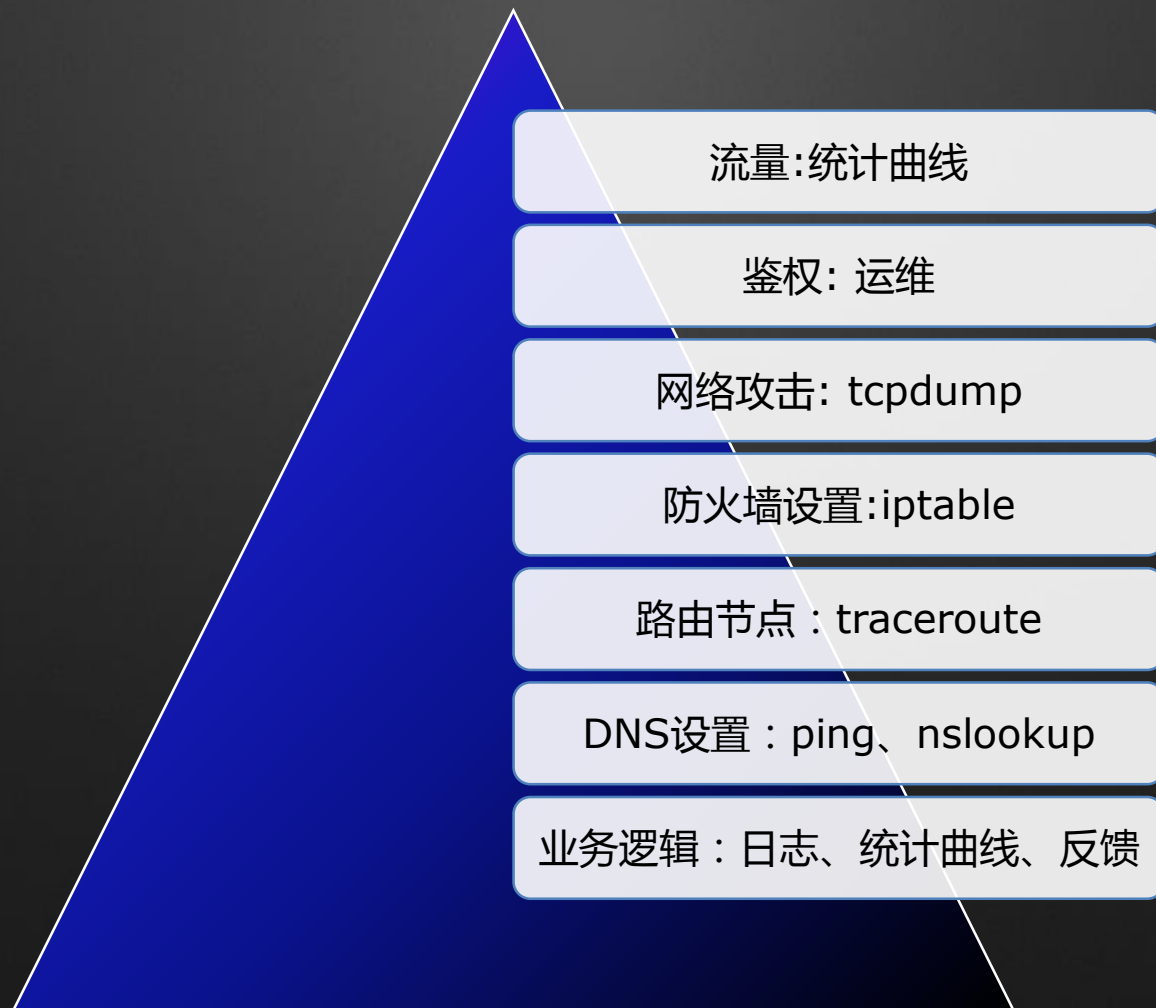 流量:统计曲线
鉴权: 运维
网络攻击: tcpdump
防火墙设置:iptable
路由节点：traceroute
DNS设置：ping、nslookup
业务逻辑：日志、统计曲线、反馈